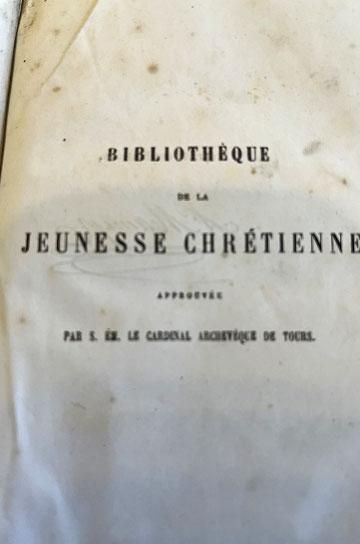 BIBLIOTHÈQUE
DE LA
JEUNESSE CHRÉTIENNE
APPROUVÉE
PAR S. ÉM. LE CARDINAL ARCHEVÊQUE DE TOURS.